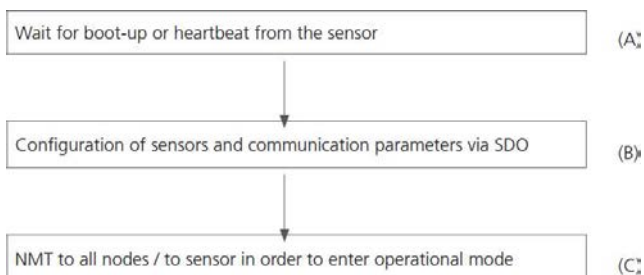 Wait for boot-up or heartbeat from the sensor (A)
Configuration of sensors and communication parameters via SDO (B)
NMT to all nodes / to sensor in order to enter operational mode (C)